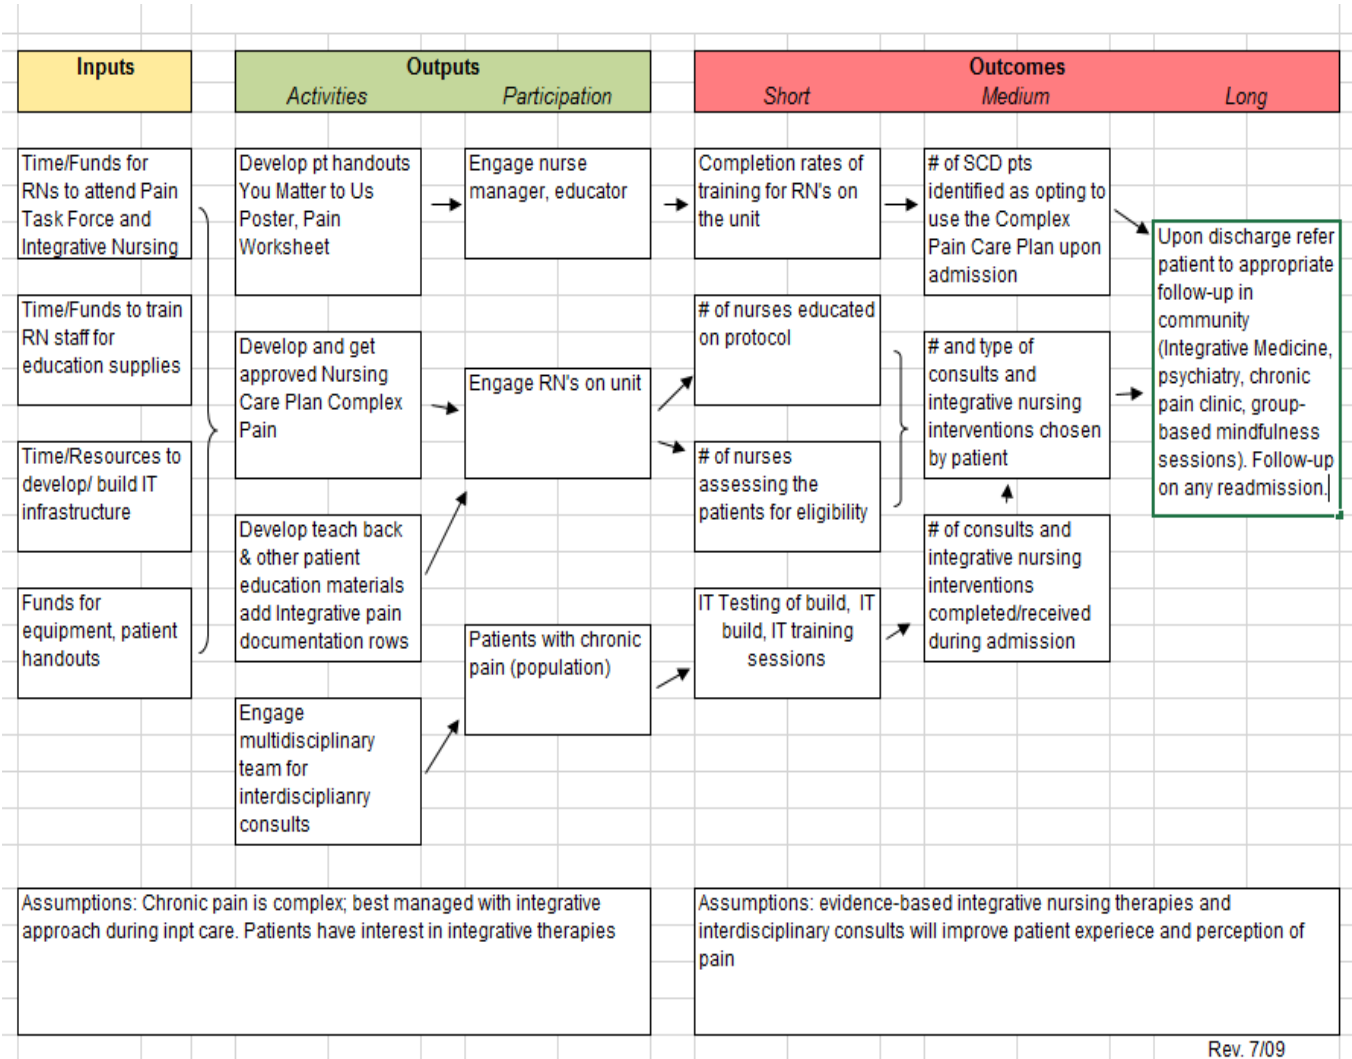 Inputs
Outputs
Activities
Participation
Outcomes
Short
Medium
Long
Time/Funds for
RNs to attend Pain
Task Force and
Integrative Nursing
Time/Funds to train
RN staff for
education supplies
Time/Resources to
develop/ build IT
infrastructure
Funds for
equipment, patient
handouts
Develop pt handouts
You Matter to Us
Poster, Pain
Worksheet
Develop and get
approved Nursing
Care Plan Complex
Pain
Develop teach back
& other patient
education materials
add Integrative pain
documentation rows
Engage
multidisciplinary
team for
interdisciplianry
consults
Engage nurse
manager, educator
Engage RN's on unit
Patients with chronic
pain (population)
Completion rates of
training for RN's on
the unit
# of nurses educated
on protocol
# of nurses
assessing the
patients for eligibility
IT Testing of build, IT
build, IT training
sessions
# of SCD pts
identified as opting to
use the Complex
Pain Care Plan upon
admission
# and type of
consults and
integrative nursing
interventions chosen
by patient
# of consults and
integrative nursing
interventions
completed/received
during admission
Upon discharge refer
patient to appropriate
follow-up in
community
(Integrative Medicine,
psychiatry, chronic
pain clinic, group-
based mindfulness
sessions). Follow-up
on any readmission.
Assumptions: Chronic pain is complex; best managed with integrative
approach during inpt care. Patients have interest in integrative therapies
Assumptions: evidence-based integrative nursing therapies and
interdisciplinary consults will improve patient experiece and perception of
pain
Rev. 7/09